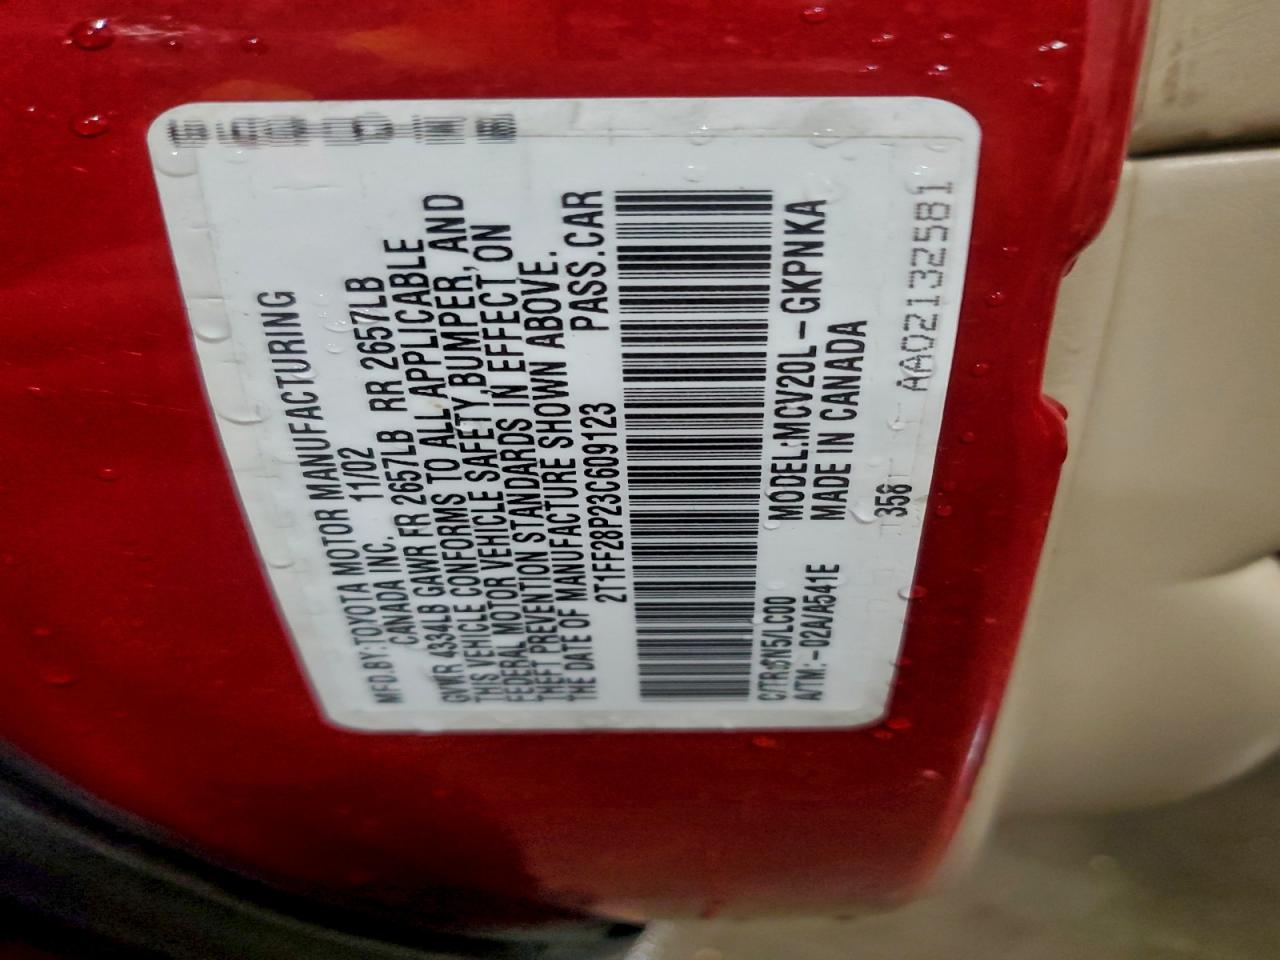 MFD.BY:TOYOTA MOTOR MANUFACTURING
CANADA INC. 11/02
GVWR 4334LB GAWR FR 2657LB RR 2657LB
THIS VEHICLE CONFORMS TO ALL APPLICABLE
FEDERAL MOTOR VEHICLE SAFETY,BUMPER, AND
THEFT PREVENTION STANDARDS IN EFFECT ON
THE DATE OF MANUFACTURE SHOWN ABOVE.
2T1FF28P23C609123 PASS.CAR
C/TR:3N5/LC00 MODEL:MCV20L-GKPNKA
A/TM:-02A/A541E MADE IN CANADA
358
AA02132581